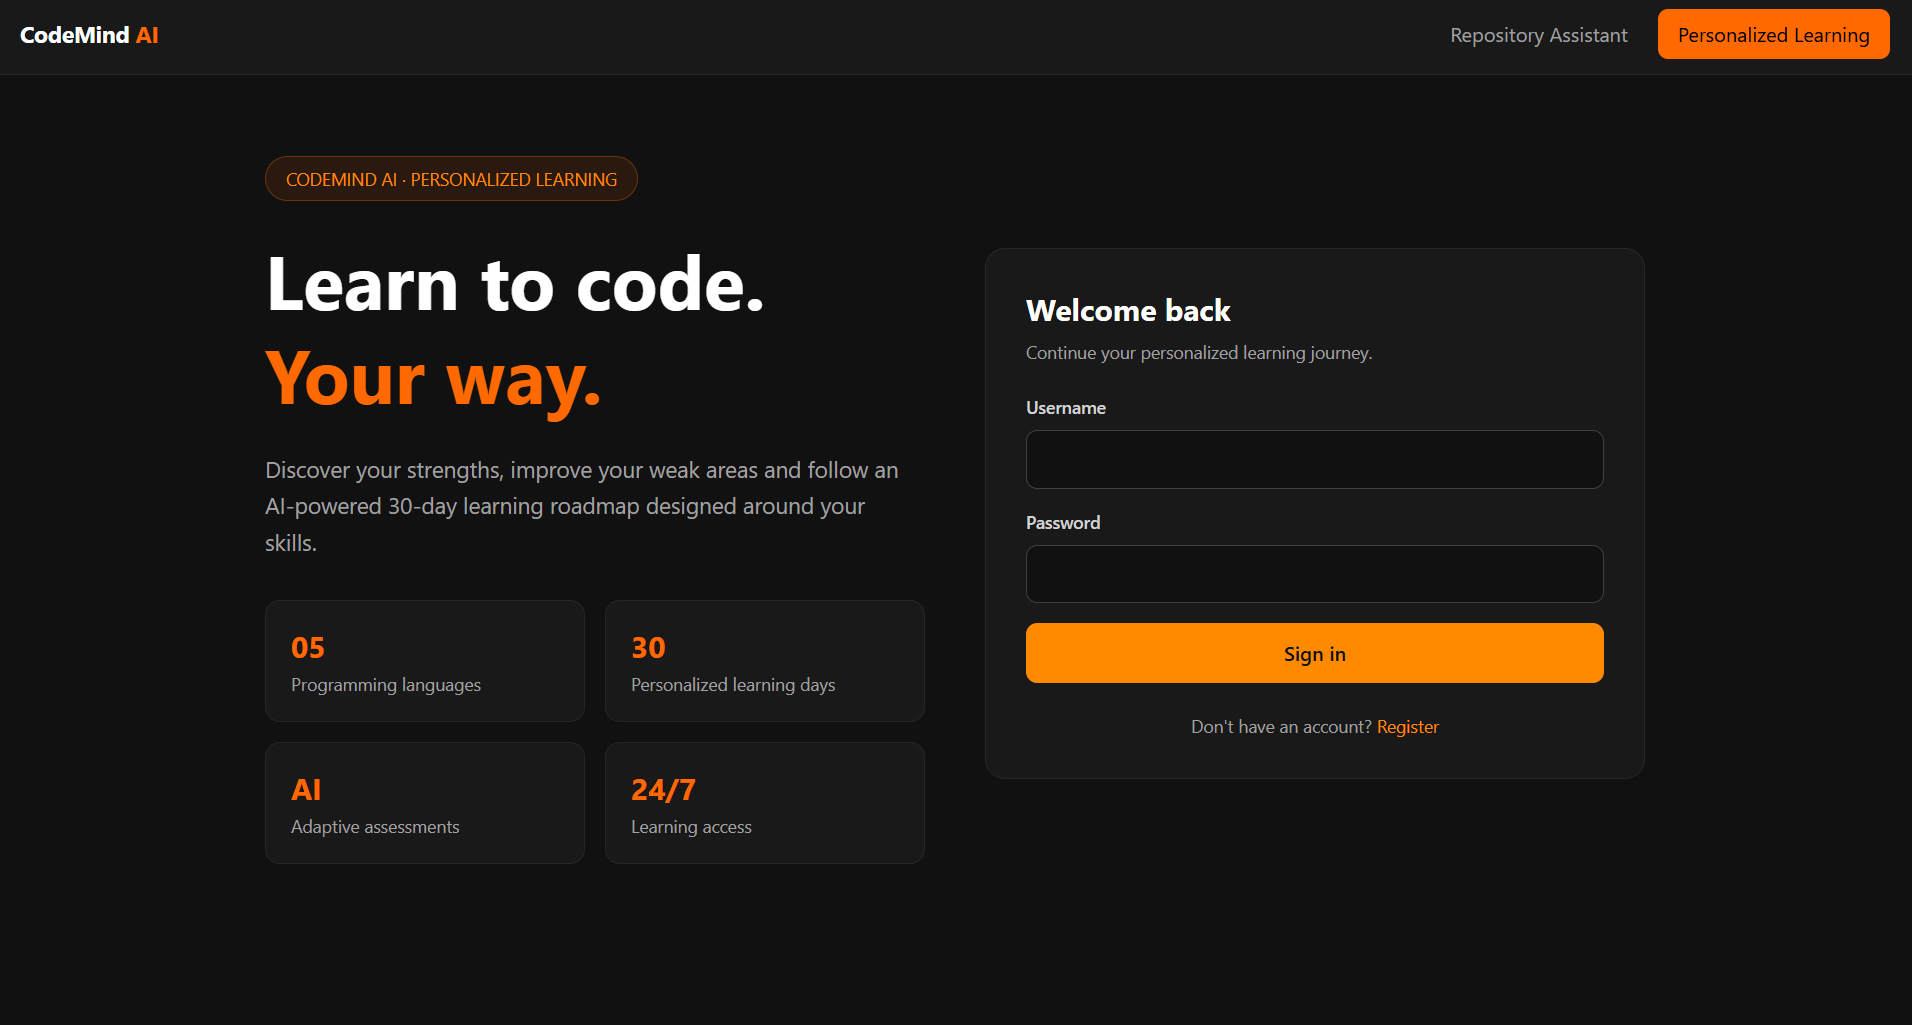 CodeMind AI
Repository Assistant
Personalized Learning
CODEMIND AI · PERSONALIZED LEARNING
Learn to code.
Your way.
Discover your strengths, improve your weak areas and follow an
AI-powered 30-day learning roadmap designed around your
skills.
05
Programming languages
30
Personalized learning days
AI
Adaptive assessments
24/7
Learning access
Welcome back
Continue your personalized learning journey.
Username
Password
Sign in
Don't have an account? Register